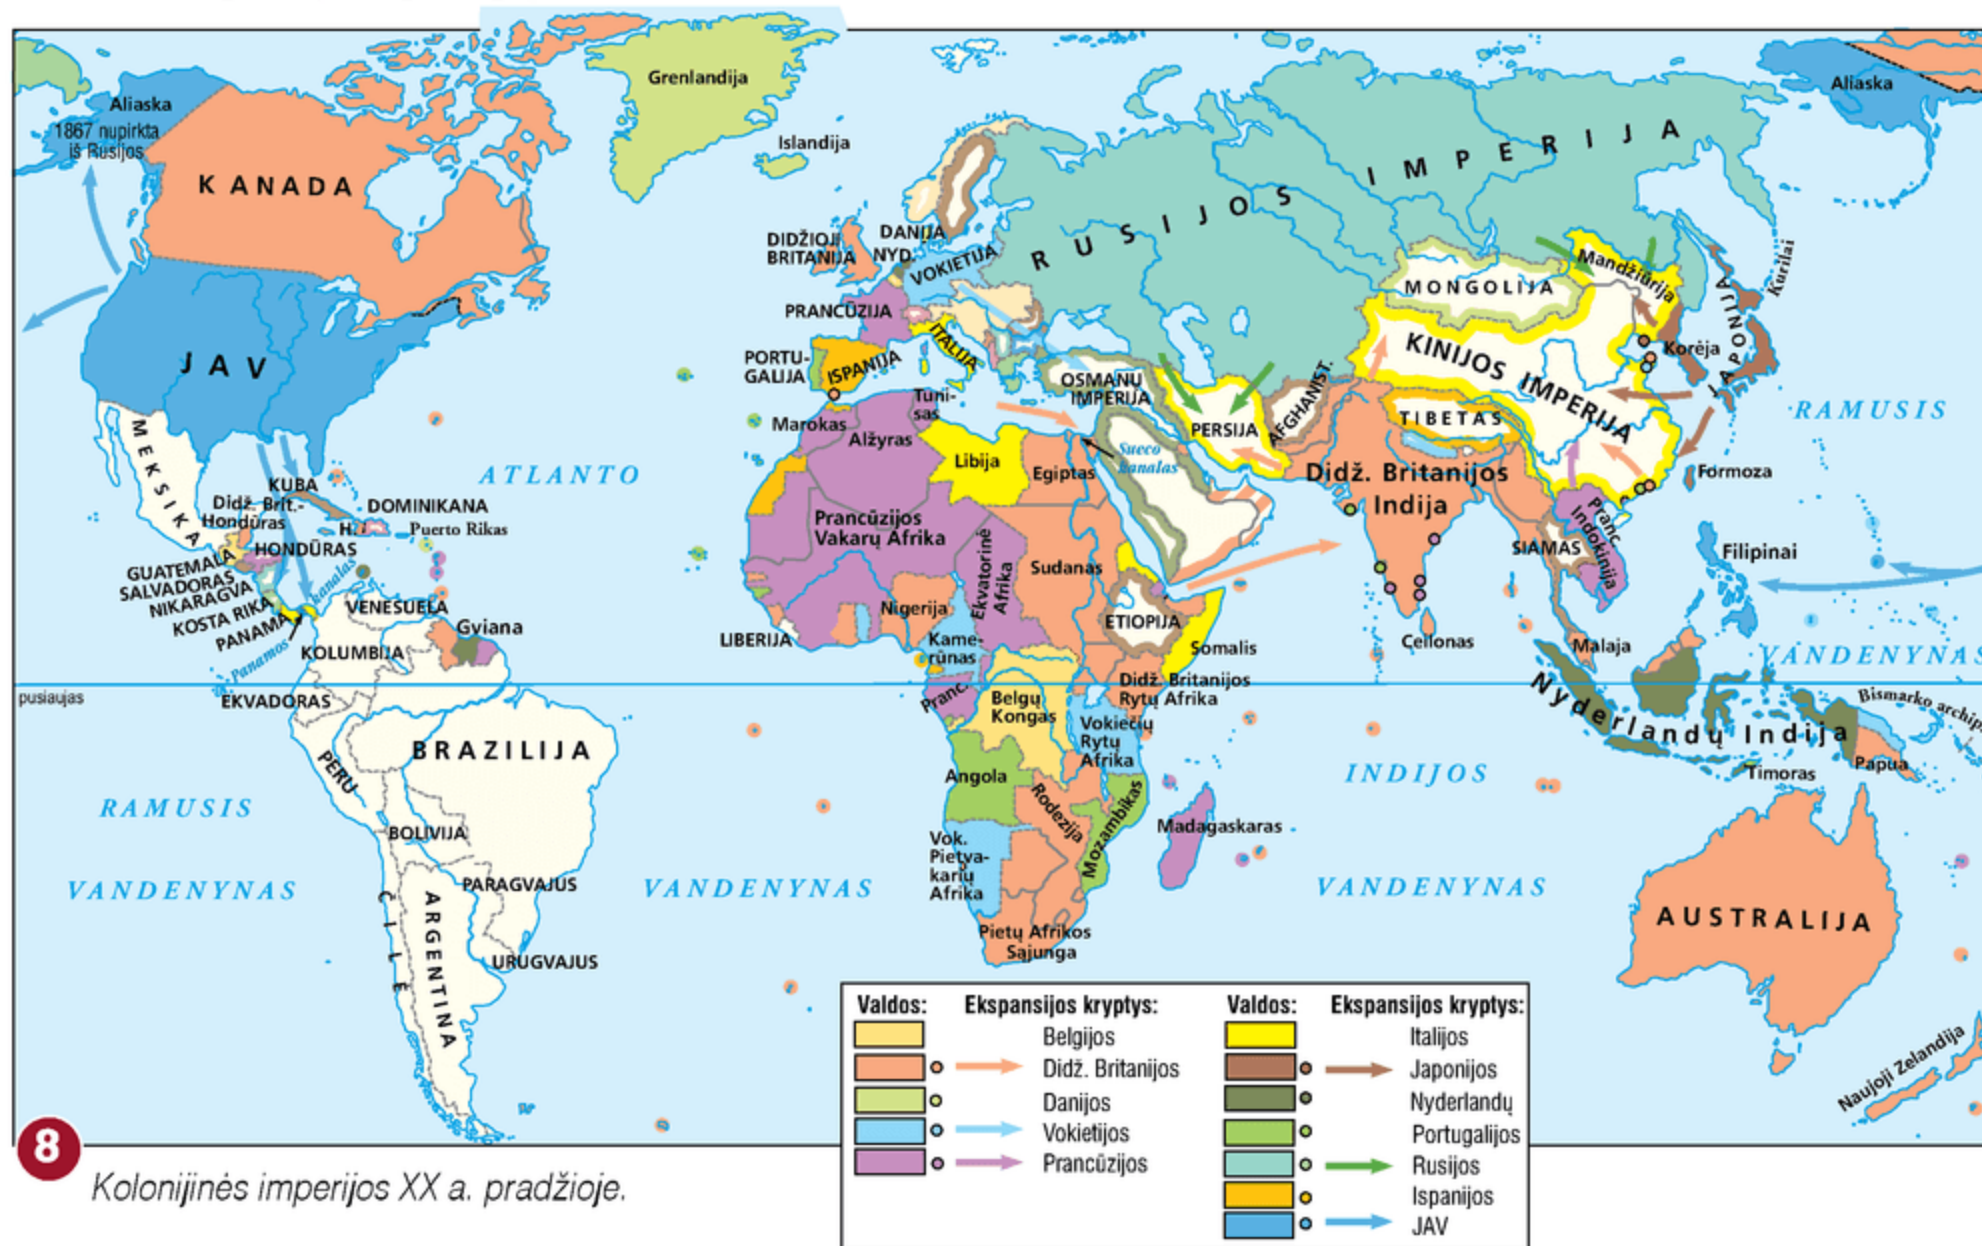 Grenlandija
Aliaska
1867 nupirkta
iš Rusijos
Aliaska
Islandija
KANADA
RUSIJOS IMPERIJA
DIDŽIOJI
BRITANIJA
DANIJA
NYD.
VOKIETIJA
PRANCŪZIJA
ITALIJA
PORTU-
GALIJA
ISPANIJA
MONGOLIJA
Mandžiūrija
Kurilai
JAPONIJA
Korėja
KINIJOS IMPERIJA
OSMANŲ
IMPERIJA
PERSIJA
AFGHANIST.
TIBETAS
JAV
MEKSIKA
ATLANTO
RAMUSIS
Tuni-
sas
Marokas
Alžyras
Libija
Egiptas
Sueco
kanalas
Didž. Britanijos
Indija
Formoza
KUBA
Didž. Brit.-
Hondūras
DOMINIKANA
H.
Puerto Rikas
HONDŪRAS
GUATEMALA
SALVADORAS
NIKARAGVA
KOSTA RIKA
PANAMA
Panamos
kanalas
VENESUELA
Gviana
KOLUMBIJA
EKVADORAS
pusiaujas
Prancūzijos
Vakarų Afrika
Ekvatorinė
Afrika
Sudanas
Nigerija
Kame-
rūnas
LIBERIJA
ETIOPIJA
Somalis
SIAMAS
Pranc.
Indokinija
Filipinai
Ceilonas
Malaja
VANDENYNAS
Bismarko archip
Nyderlandų Indija
Timoras
Papua
Pranc.
Belgų
Kongas
Didž. Britanijos
Rytų Afrika
Vokiečių
Rytų
Afrika
BRAZILIJA
PERU
BOLIVIJA
PARAGVAJUS
ČILĖ
ARGENTINA
URUGVAJUS
RAMUSIS
VANDENYNAS
VANDENYNAS
Angola
Rodezija
Mozambikas
Madagaskaras
Vok.
Pietva-
karių
Afrika
Pietų Afrikos
Sąjunga
INDIJOS
VANDENYNAS
AUSTRALIJA
Naujoji Zelandija
Valdos: Ekspansijos kryptys:
Belgijos
Didž. Britanijos
Danijos
Vokietijos
Prancūzijos
Valdos: Ekspansijos kryptys:
Italijos
Japonijos
Nyderlandų
Portugalijos
Rusijos
Ispanijos
JAV
8
Kolonijinės imperijos XX a. pradžioje.